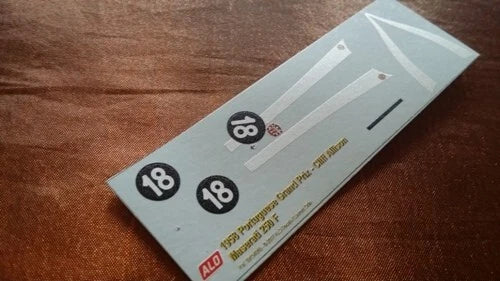 18
18
18
ALO
1958 Portuguese Grand Prix - Cliff Allison
Maserati 250 F